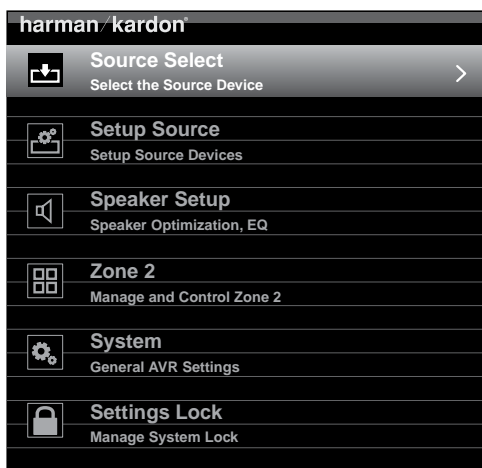 harman/kardon®
Source Select
Select the Source Device
Setup Source
Setup Source Devices
Speaker Setup
Speaker Optimization, EQ
Zone 2
Manage and Control Zone 2
System
General AVR Settings
Settings Lock
Manage System Lock